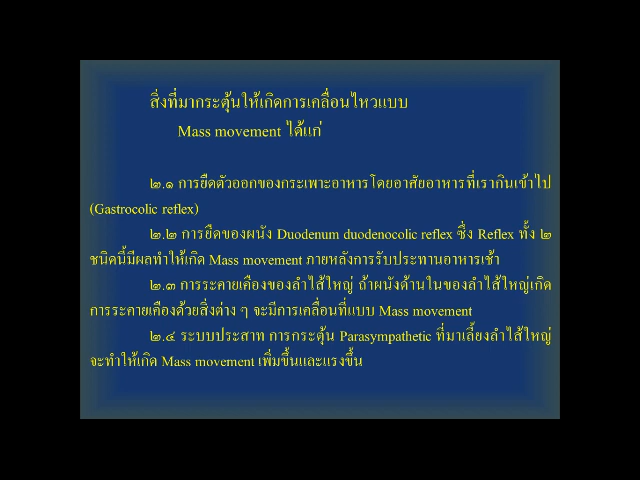 สิ่งที่มากระตุ้นให้เกิดการเคลื่อนไหวแบบ
Mass movement ได้แก่
๒.๑ การยืดตัวออกของกระเพาะอาหารโดยอาศัยอาหารที่เรากินเข้าไป
(Gastrocolic reflex)
๒.๒ การยืดของผนัง Duodenum duodenocolic reflex ซึ่ง Reflex ทั้ง ๒
ชนิดนี้มีผลทำให้เกิด Mass movement ภายหลังการรับประทานอาหารเช้า
๒.๓ การระคายเคืองของลำไส้ใหญ่ ถ้าผนังด้านในของลำไส้ใหญ่เกิด
การระคายเคืองด้วยสิ่งต่าง ๆ จะมีการเคลื่อนที่แบบ Mass movement
๒.๔ ระบบประสาท การกระตุ้น Parasympathetic ที่มาเลี้ยงลำไส้ใหญ่
จะทำให้เกิด Mass movement เพิ่มขึ้นและแรงขึ้น